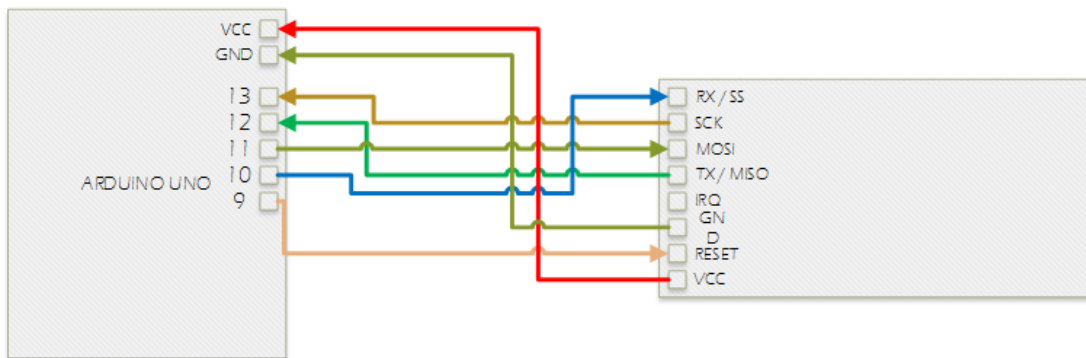 VCC
GND
13
12
11
10
9
ARDUINO UNO
RX / SS
SCK
MOSI
TX / MISO
IRQ
GN
D
RESET
VCC